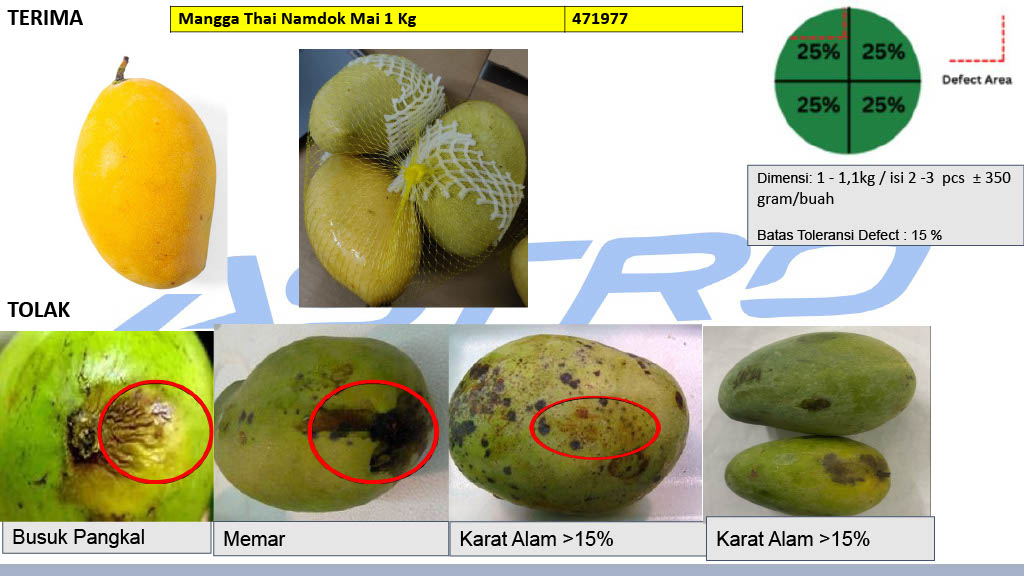 TERIMA
Mangga Thai Namdok Mai 1 Kg 471977
25% 25%
25% 25%
Defect Area
Dimensi: 1 - 1,1kg / isi 2 -3 pcs ± 350
gram/buah
Batas Toleransi Defect : 15 %
ASTRO
TOLAK
Busuk Pangkal
Memar
Karat Alam >15%
Karat Alam >15%